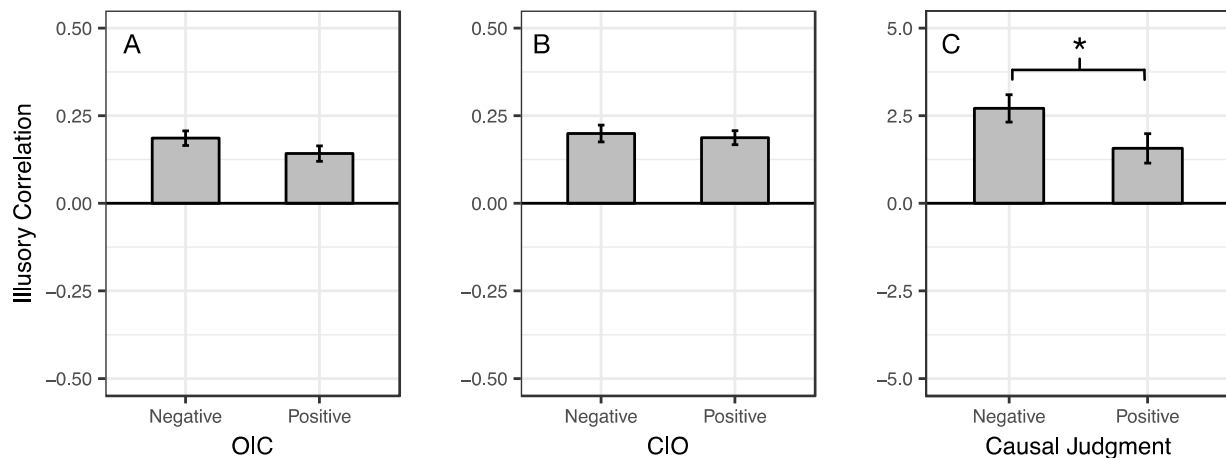 Illusory Correlation
A
0.50
0.25
0.00
−0.25
−0.50
Negative Positive
O|C
B
0.50
0.25
0.00
−0.25
−0.50
Negative Positive
C|O
C
*
5.0
2.5
0.0
−2.5
−5.0
Negative Positive
Causal Judgment